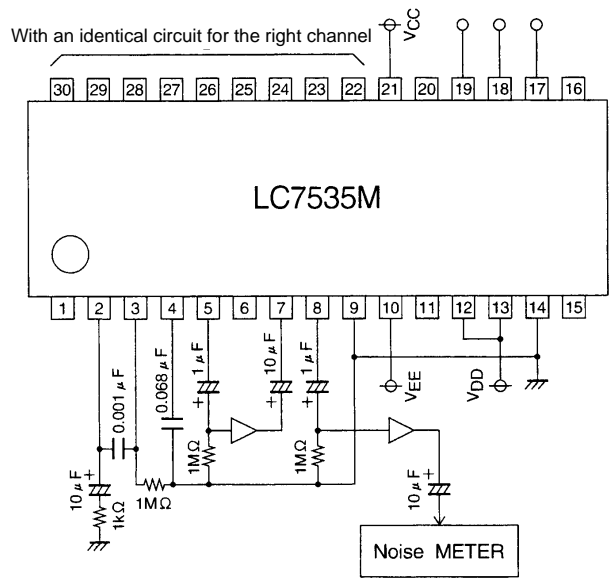 With an identical circuit for the right channel
VCC
30 29 28 27 26 25 24 23 22 21 20 19 18 17 16
LC7535M
1 2 3 4 5 6 7 8 9 10 11 12 13 14 15
0.001 μF
0.068 μF
1 μF
+
10 μF
+
1 μF
+
VEE
VDD
10 μF
+
1kΩ
1MΩ
1MΩ
1MΩ
10 μF
+
Noise METER